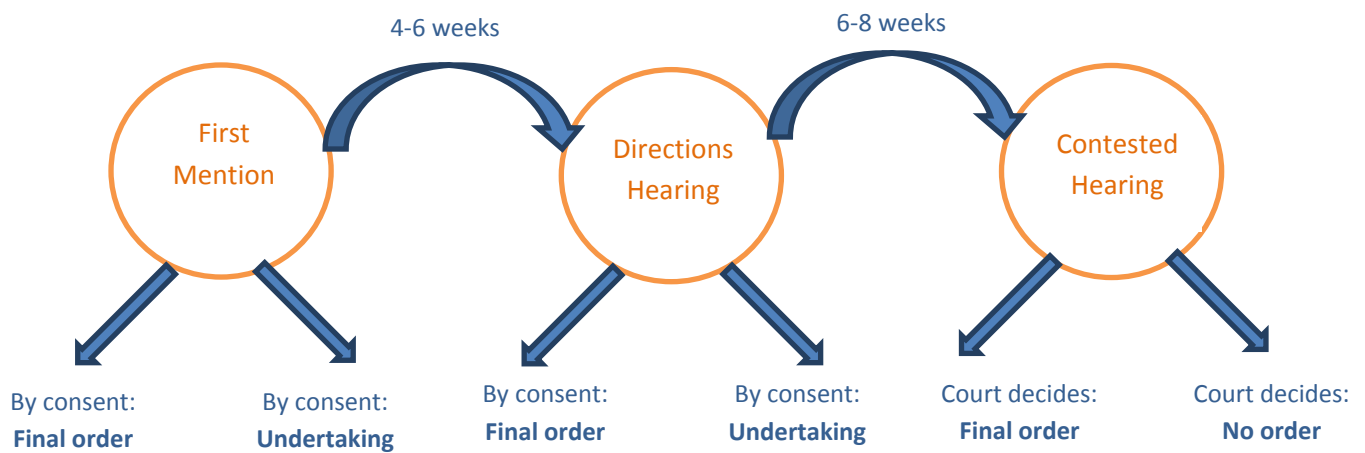 4-6 weeks
6-8 weeks
First
Mention
Directions
Hearing
Contested
Hearing
By consent:
Final order
By consent:
Undertaking
By consent:
Final order
By consent:
Undertaking
Court decides:
Final order
Court decides:
No order